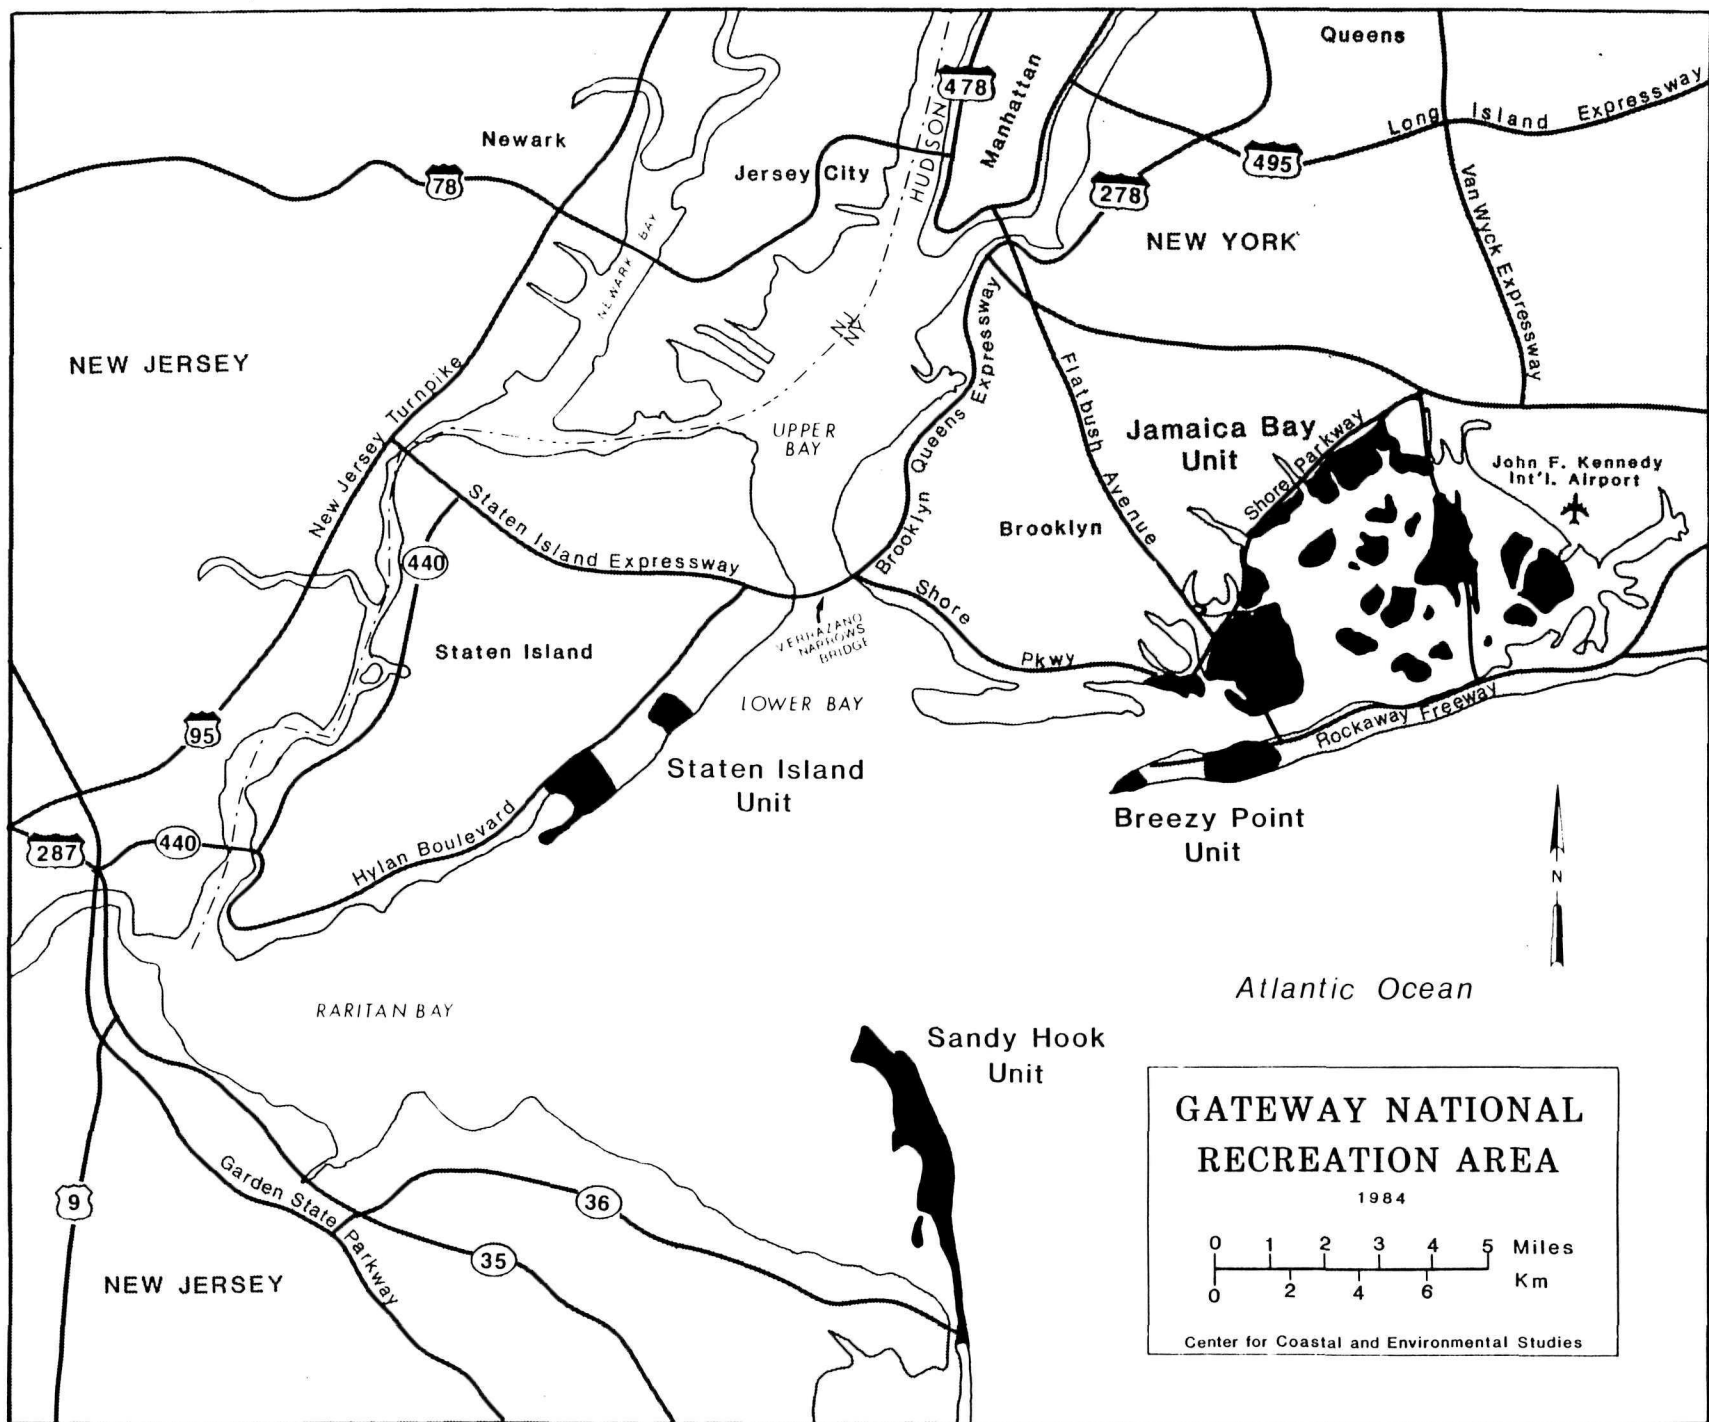 Queens
478
Manhattan
HUDSON
Long Island Expressway
Newark
Jersey City
78
495
278
Van Wyck Expressway
NEW YORK
NEWARK BAY
NJ
NY
NEW JERSEY
New Jersey Turnpike
UPPER
BAY
Brooklyn Queens Expressway
Flatbush Avenue
Jamaica Bay
Unit
Shore Parkway
John F. Kennedy
Int'l. Airport
Brooklyn
Staten Island Expressway
440
Shore Pkwy
VERRAZANO
NARROWS
BRIDGE
Staten Island
LOWER BAY
95
Rockaway Freeway
Staten Island
Unit
Breezy Point
Unit
287
440
Hylan Boulevard
N
Atlantic Ocean
RARITAN BAY
Sandy Hook
Unit
GATEWAY NATIONAL
RECREATION AREA
1984
0 1 2 3 4 5 Miles
Km
0 2 4 6
Center for Coastal and Environmental Studies
9
Garden State Parkway
36
35
NEW JERSEY